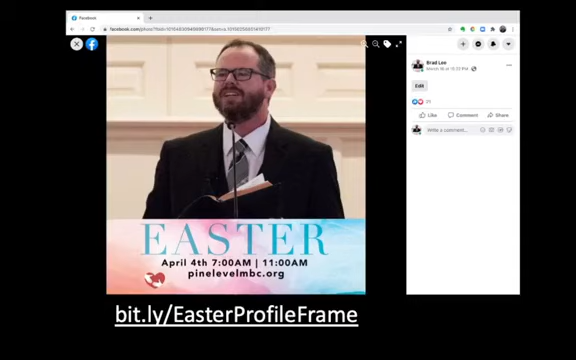 Facebook
EASTER
April 4th 7:00AM | 11:00AM
pinelevelmbc.org
Brad Lee
Edit
Like Comment Share
Write a comment...
bit.ly/EasterProfileFrame